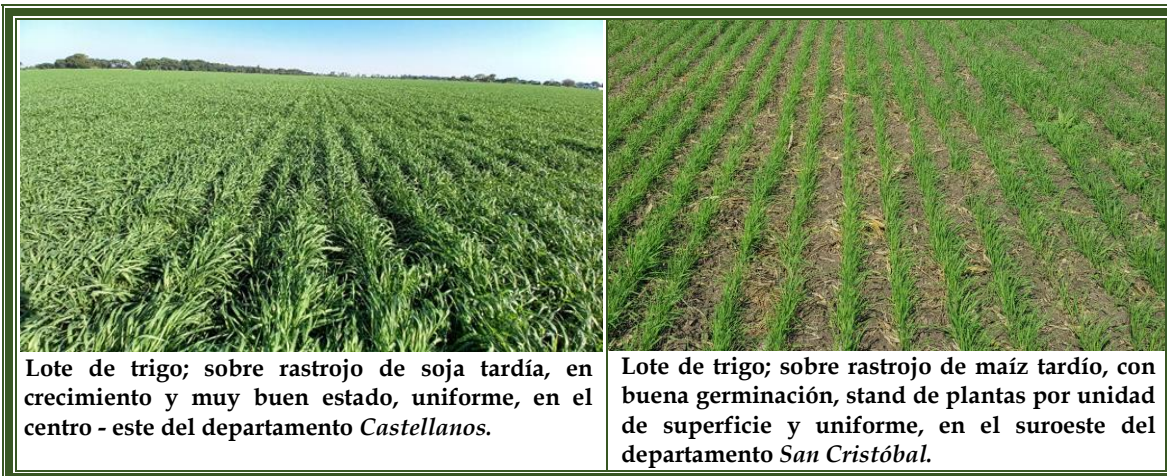 Lote de trigo; sobre rastrojo de soja tardía, en
crecimiento y muy buen estado, uniforme, en el
centro - este del departamento Castellanos.
Lote de trigo; sobre rastrojo de maíz tardío, con
buena germinación, stand de plantas por unidad
de superficie y uniforme, en el suroeste del
departamento San Cristóbal.